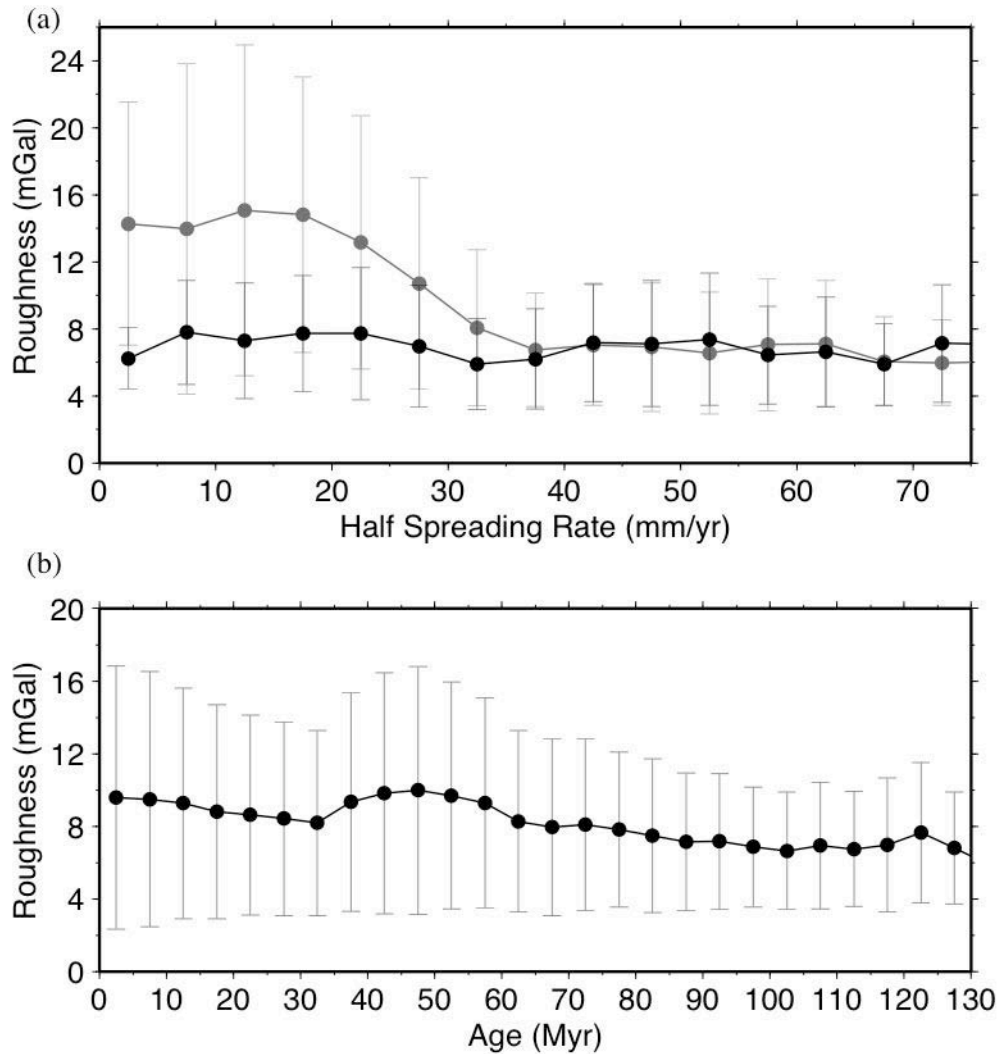 (a)
24
20
16
12
8
4
0
Roughness (mGal)
0 10 20 30 40 50 60 70
Half Spreading Rate (mm/yr)
(b)
20
16
12
8
4
0
Roughness (mGal)
0 10 20 30 40 50 60 70 80 90 100 110 120 130
Age (Myr)